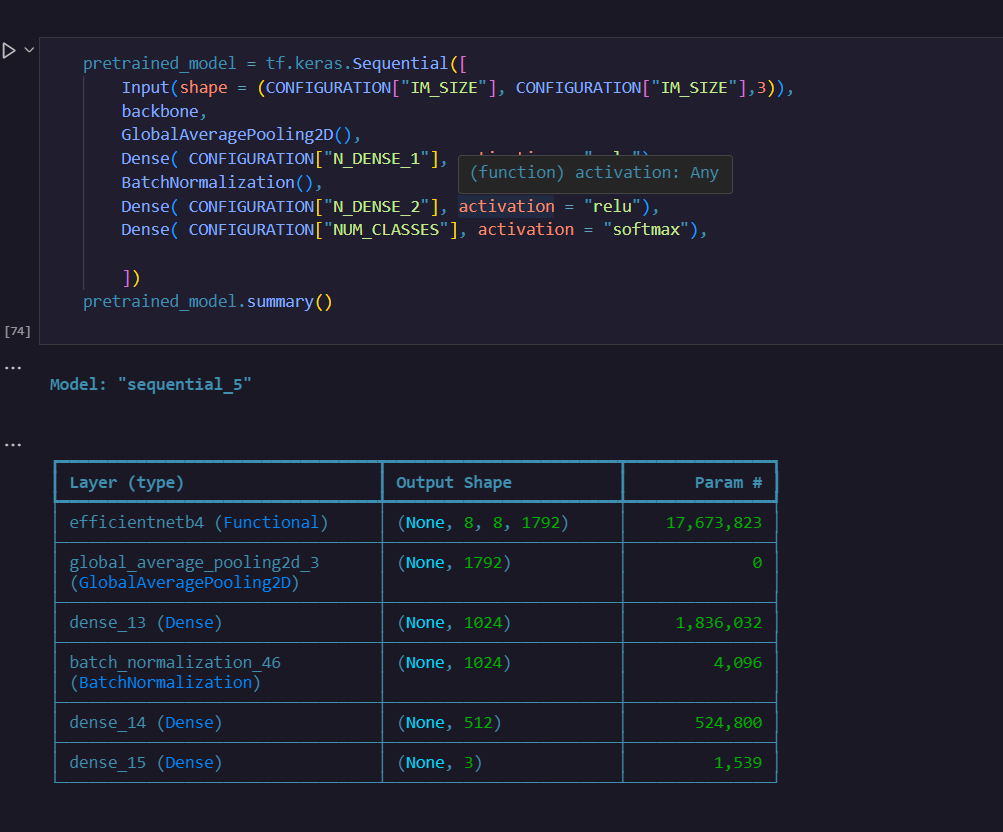 pretrained_model = tf.keras.Sequential([
Input(shape = (CONFIGURATION["IM_SIZE"], CONFIGURATION["IM_SIZE"],3)),
backbone,
GlobalAveragePooling2D(),
Dense( CONFIGURATION["N_DENSE_1"],
(function) activation: Any
BatchNormalization(),
Dense( CONFIGURATION["N_DENSE_2"], activation = "relu"),
Dense( CONFIGURATION["NUM_CLASSES"], activation = "softmax"),
])
pretrained_model.summary()
[74]
...
Model: "sequential_5"
...
Layer (type) Output Shape Param #
efficientnetb4 (Functional) (None, 8, 8, 1792) 17,673,823
global_average_pooling2d_3 (None, 1792) 0
(GlobalAveragePooling2D)
dense_13 (Dense) (None, 1024) 1,836,032
batch_normalization_46 (None, 1024) 4,096
(BatchNormalization)
dense_14 (Dense) (None, 512) 524,800
dense_15 (Dense) (None, 3) 1,539